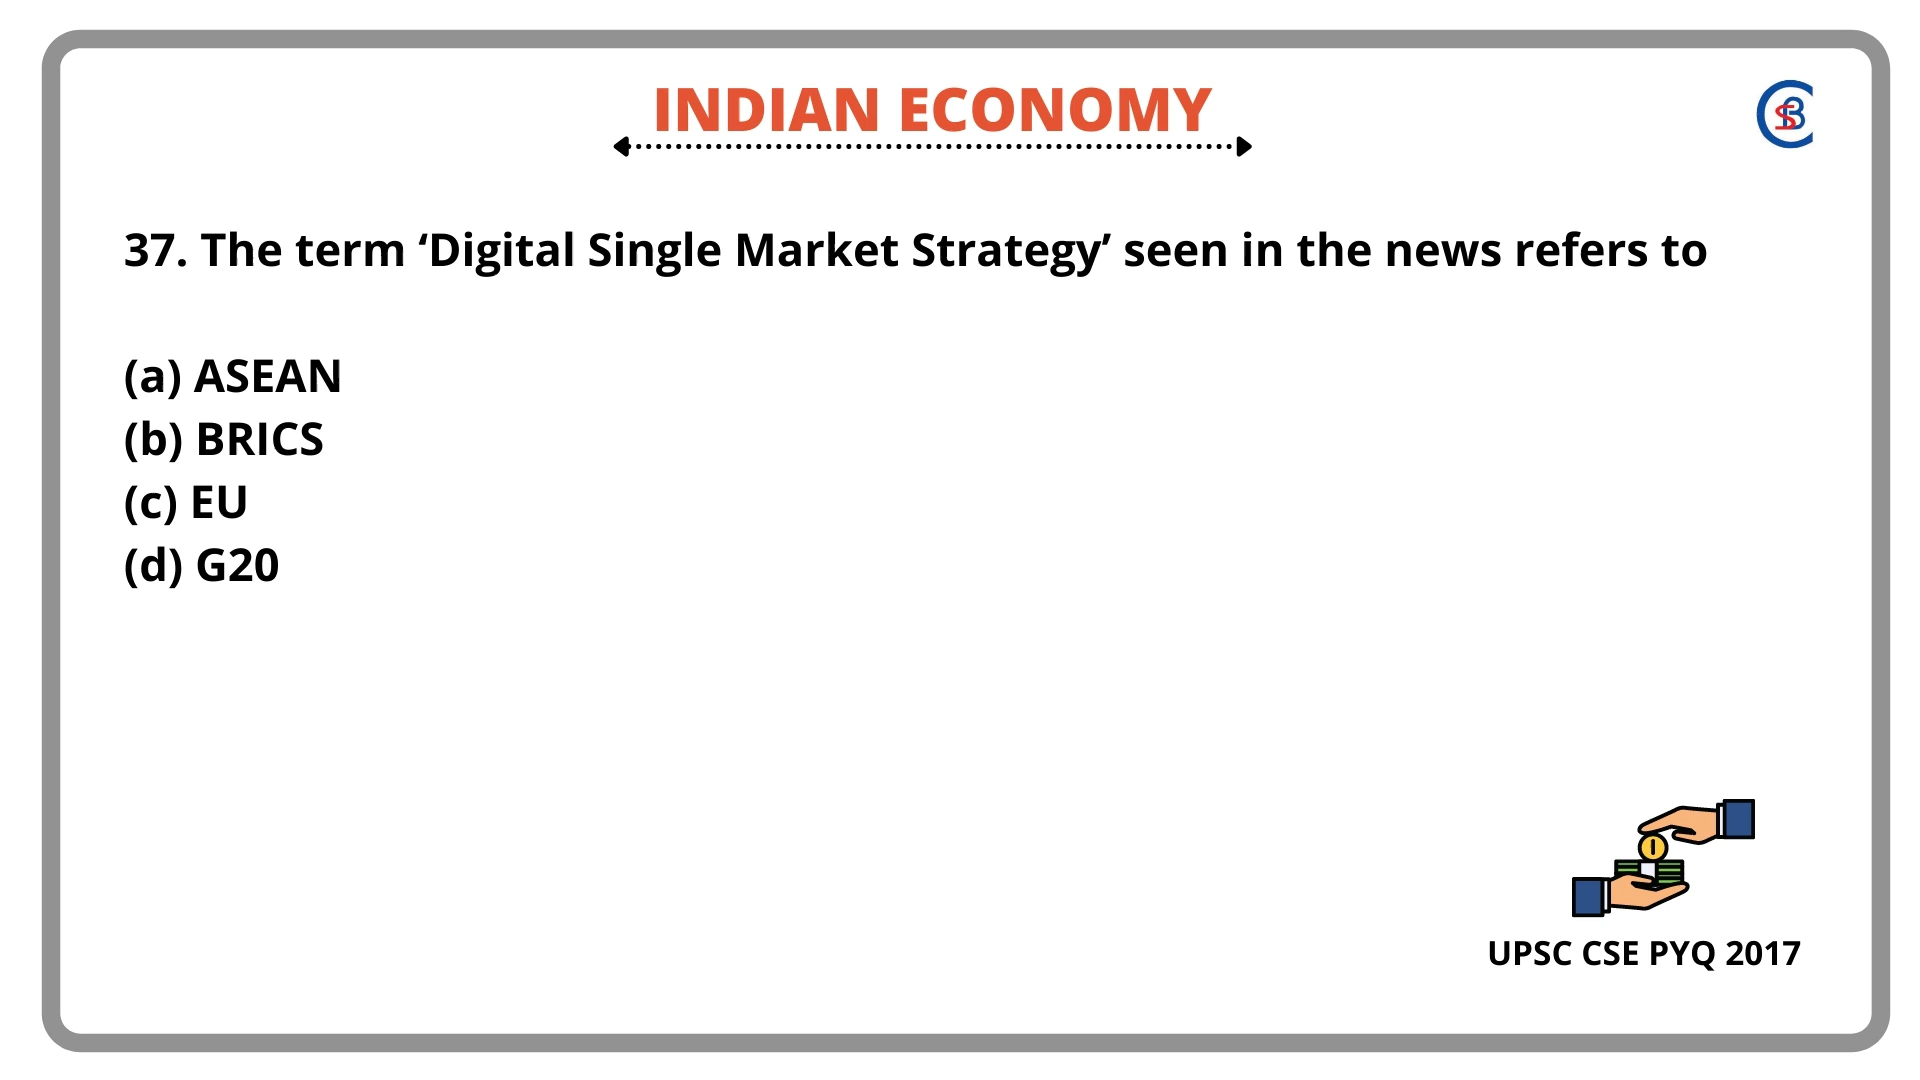 INDIAN ECONOMY
37. The term ‘Digital Single Market Strategy’ seen in the news refers to
(a) ASEAN
(b) BRICS
(c) EU
(d) G20
UPSC CSE PYQ 2017